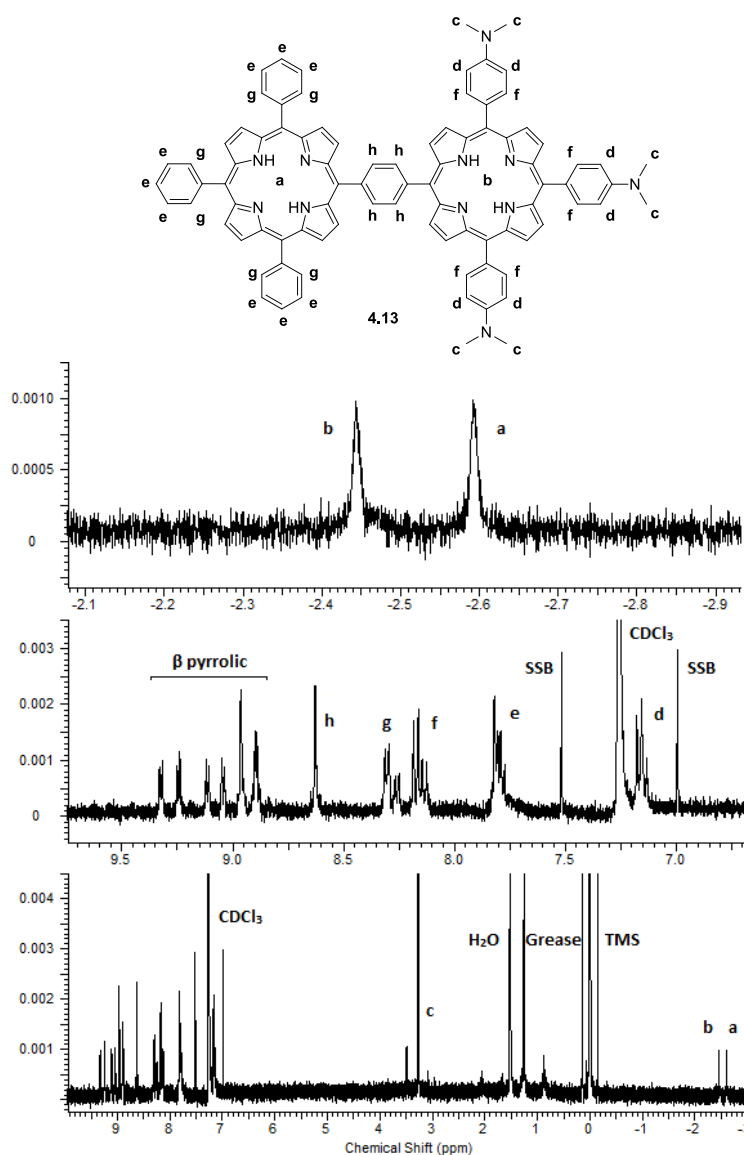 c c
N
e d d
e e
g g f f
g f d c
e NH N h h NH N
e a b N
e N HN h h N HN c
g f d
g g f f
e e d d
e
4.13 N
c c
0.0010
b a
0.0005
0
-2.1 -2.2 -2.3 -2.4 -2.5 -2.6 -2.7 -2.8 -2.9
CDCl₃
0.003
β pyrrolic SSB SSB
0.002
h g f e d
0.001
0
9.5 9.0 8.5 8.0 7.5 7.0
0.004
CDCl₃ H₂O Grease TMS
0.003
0.002 c
0.001 b a
9 8 7 6 5 4 3 2 1 0 -1 -2 -3
Chemical Shift (ppm)